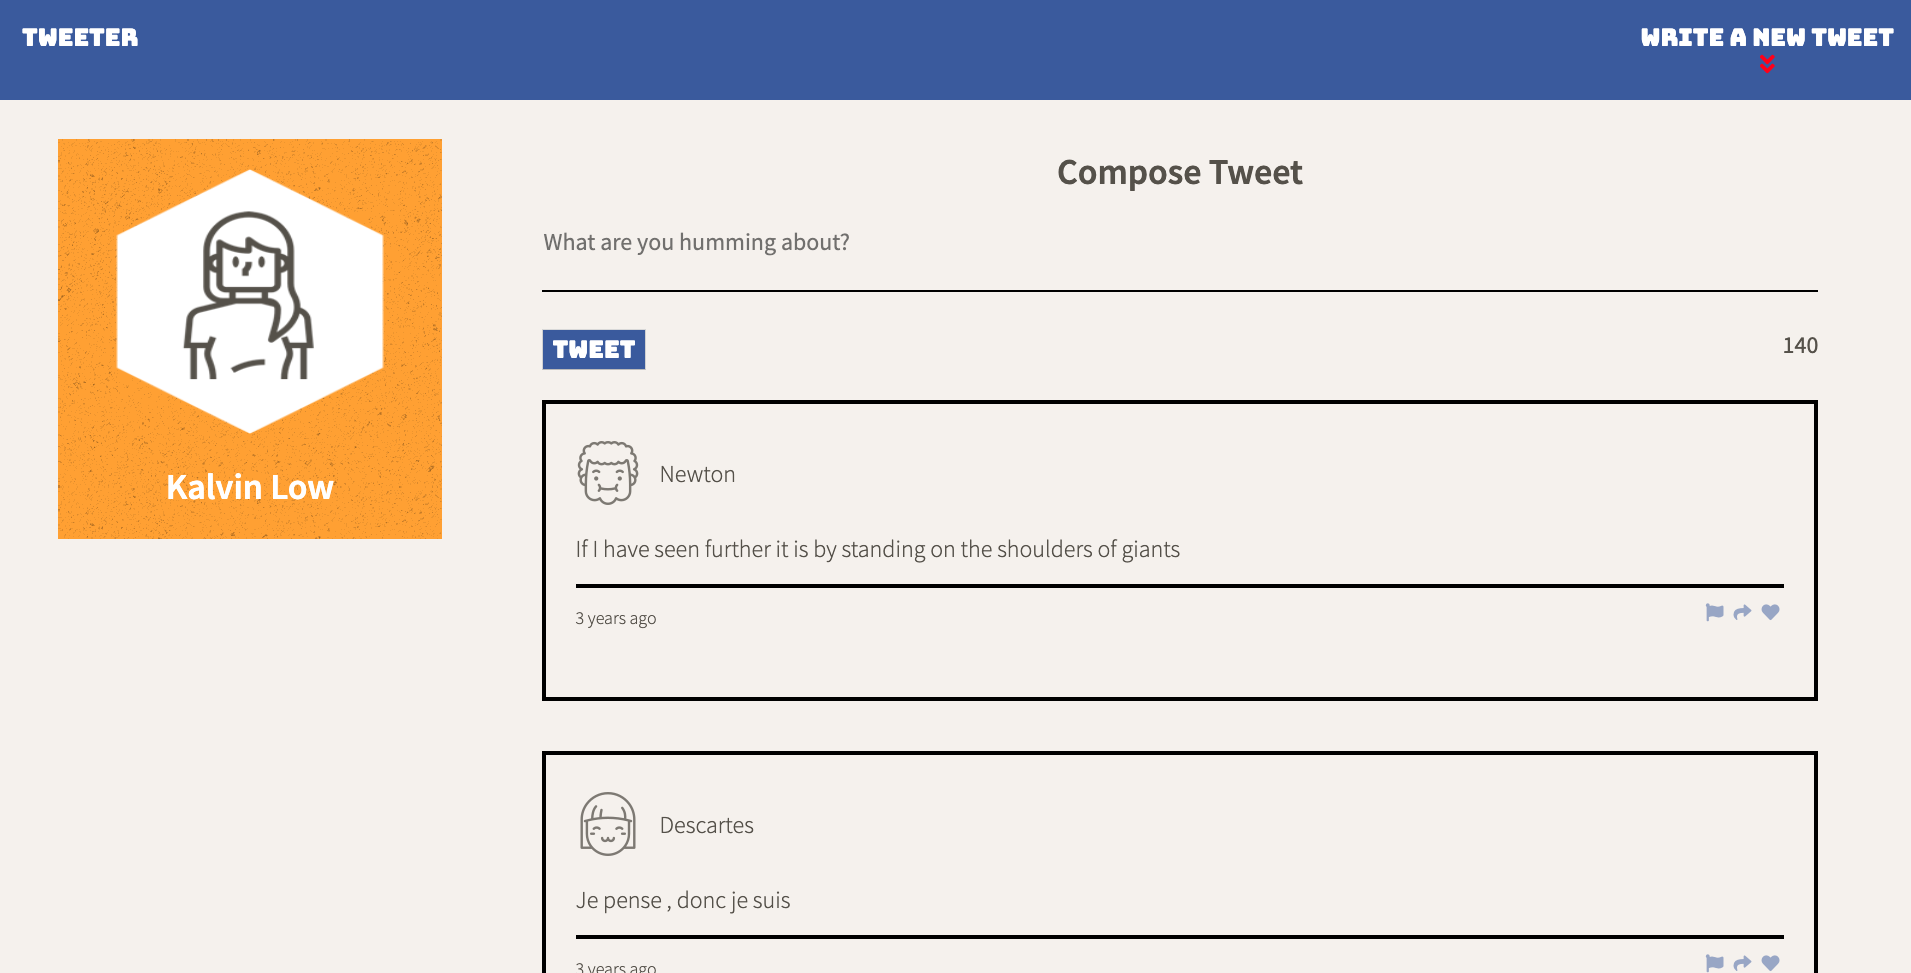 TWEETER
WRITE A NEW TWEET
Kalvin Low
Compose Tweet
What are you humming about?
TWEET
140
Newton
If I have seen further it is by standing on the shoulders of giants
3 years ago
Descartes
Je pense , donc je suis
3 years ago